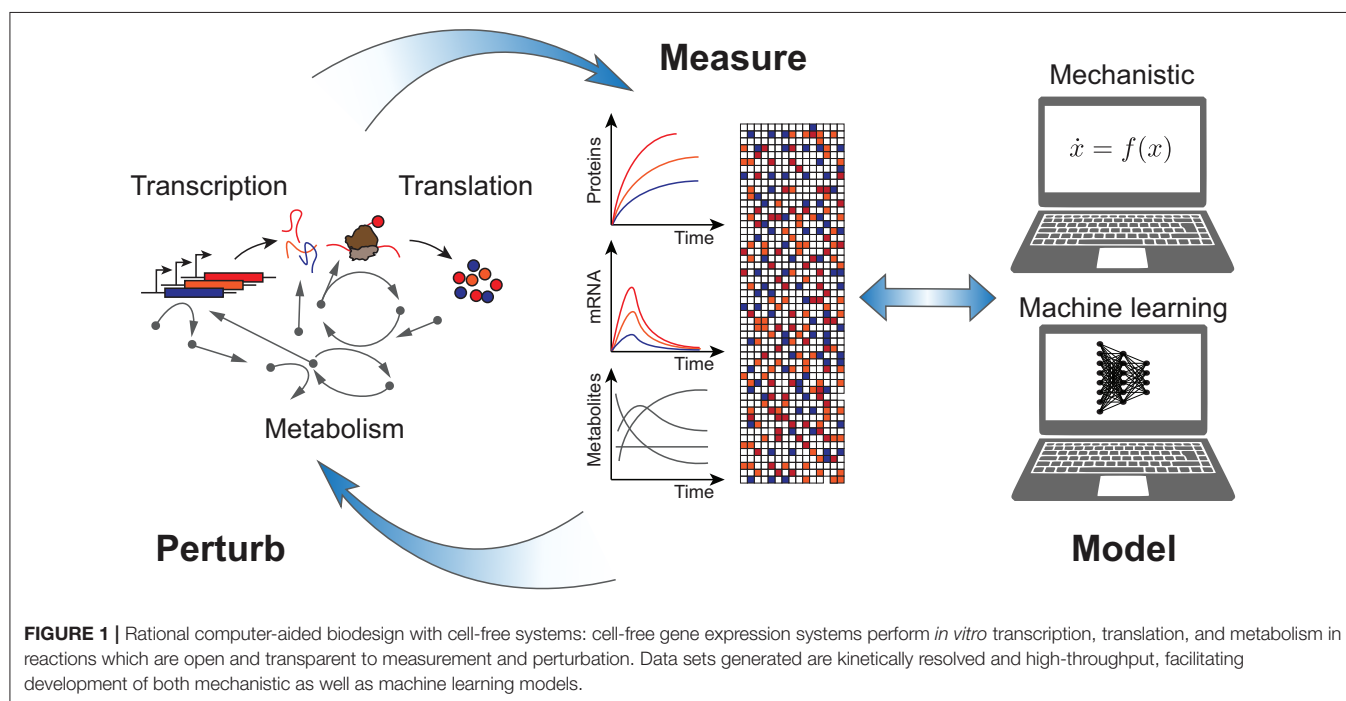 Measure
Mechanistic
ẋ = f(x)
Transcription
Translation
Proteins
Time
mRNA
Time
Machine learning
Metabolism
Metabolites
Time
Perturb
Model
FIGURE 1 | Rational computer-aided biodesign with cell-free systems: cell-free gene expression systems perform in vitro transcription, translation, and metabolism in
reactions which are open and transparent to measurement and perturbation. Data sets generated are kinetically resolved and high-throughput, facilitating
development of both mechanistic as well as machine learning models.